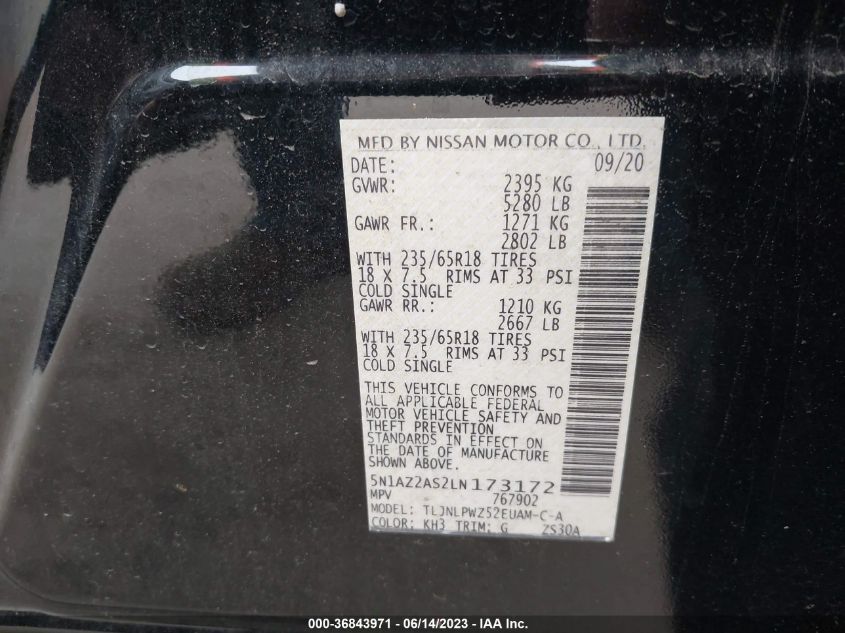 MFD BY NISSAN MOTOR CO., LTD.
DATE: 09/20
GVWR: 2395 KG
5280 LB
GAWR FR.: 1271 KG
2802 LB
WITH 235/65R18 TIRES
18 X 7.5 RIMS AT 33 PSI
COLD SINGLE
GAWR RR.: 1210 KG
2667 LB
WITH 235/65R18 TIRES
18 X 7.5 RIMS AT 33 PSI
COLD SINGLE
THIS VEHICLE CONFORMS TO
ALL APPLICABLE FEDERAL
MOTOR VEHICLE SAFETY AND
THEFT PREVENTION
STANDARDS IN EFFECT ON
THE DATE OF MANUFACTURE
SHOWN ABOVE.
5N1AZ2AS2LN173172
MPV 767902
MODEL: TLJNLPWZ52EUAM-C-A
COLOR: KH3 TRIM: G ZS30A
000-36843971 - 06/14/2023 - IAA Inc.